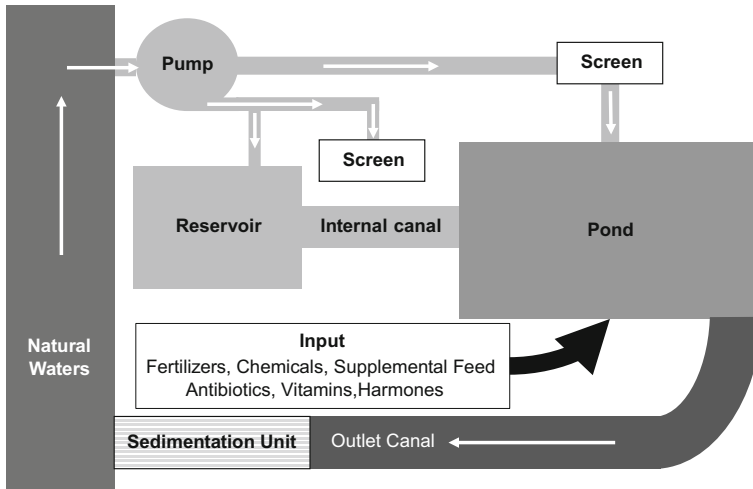 Pump
Screen
Screen
Reservoir
Internal canal
Pond
Natural
Waters
Input
Fertilizers, Chemicals, Supplemental Feed
Antibiotics, Vitamins,Harmones
Sedimentation Unit
Outlet Canal